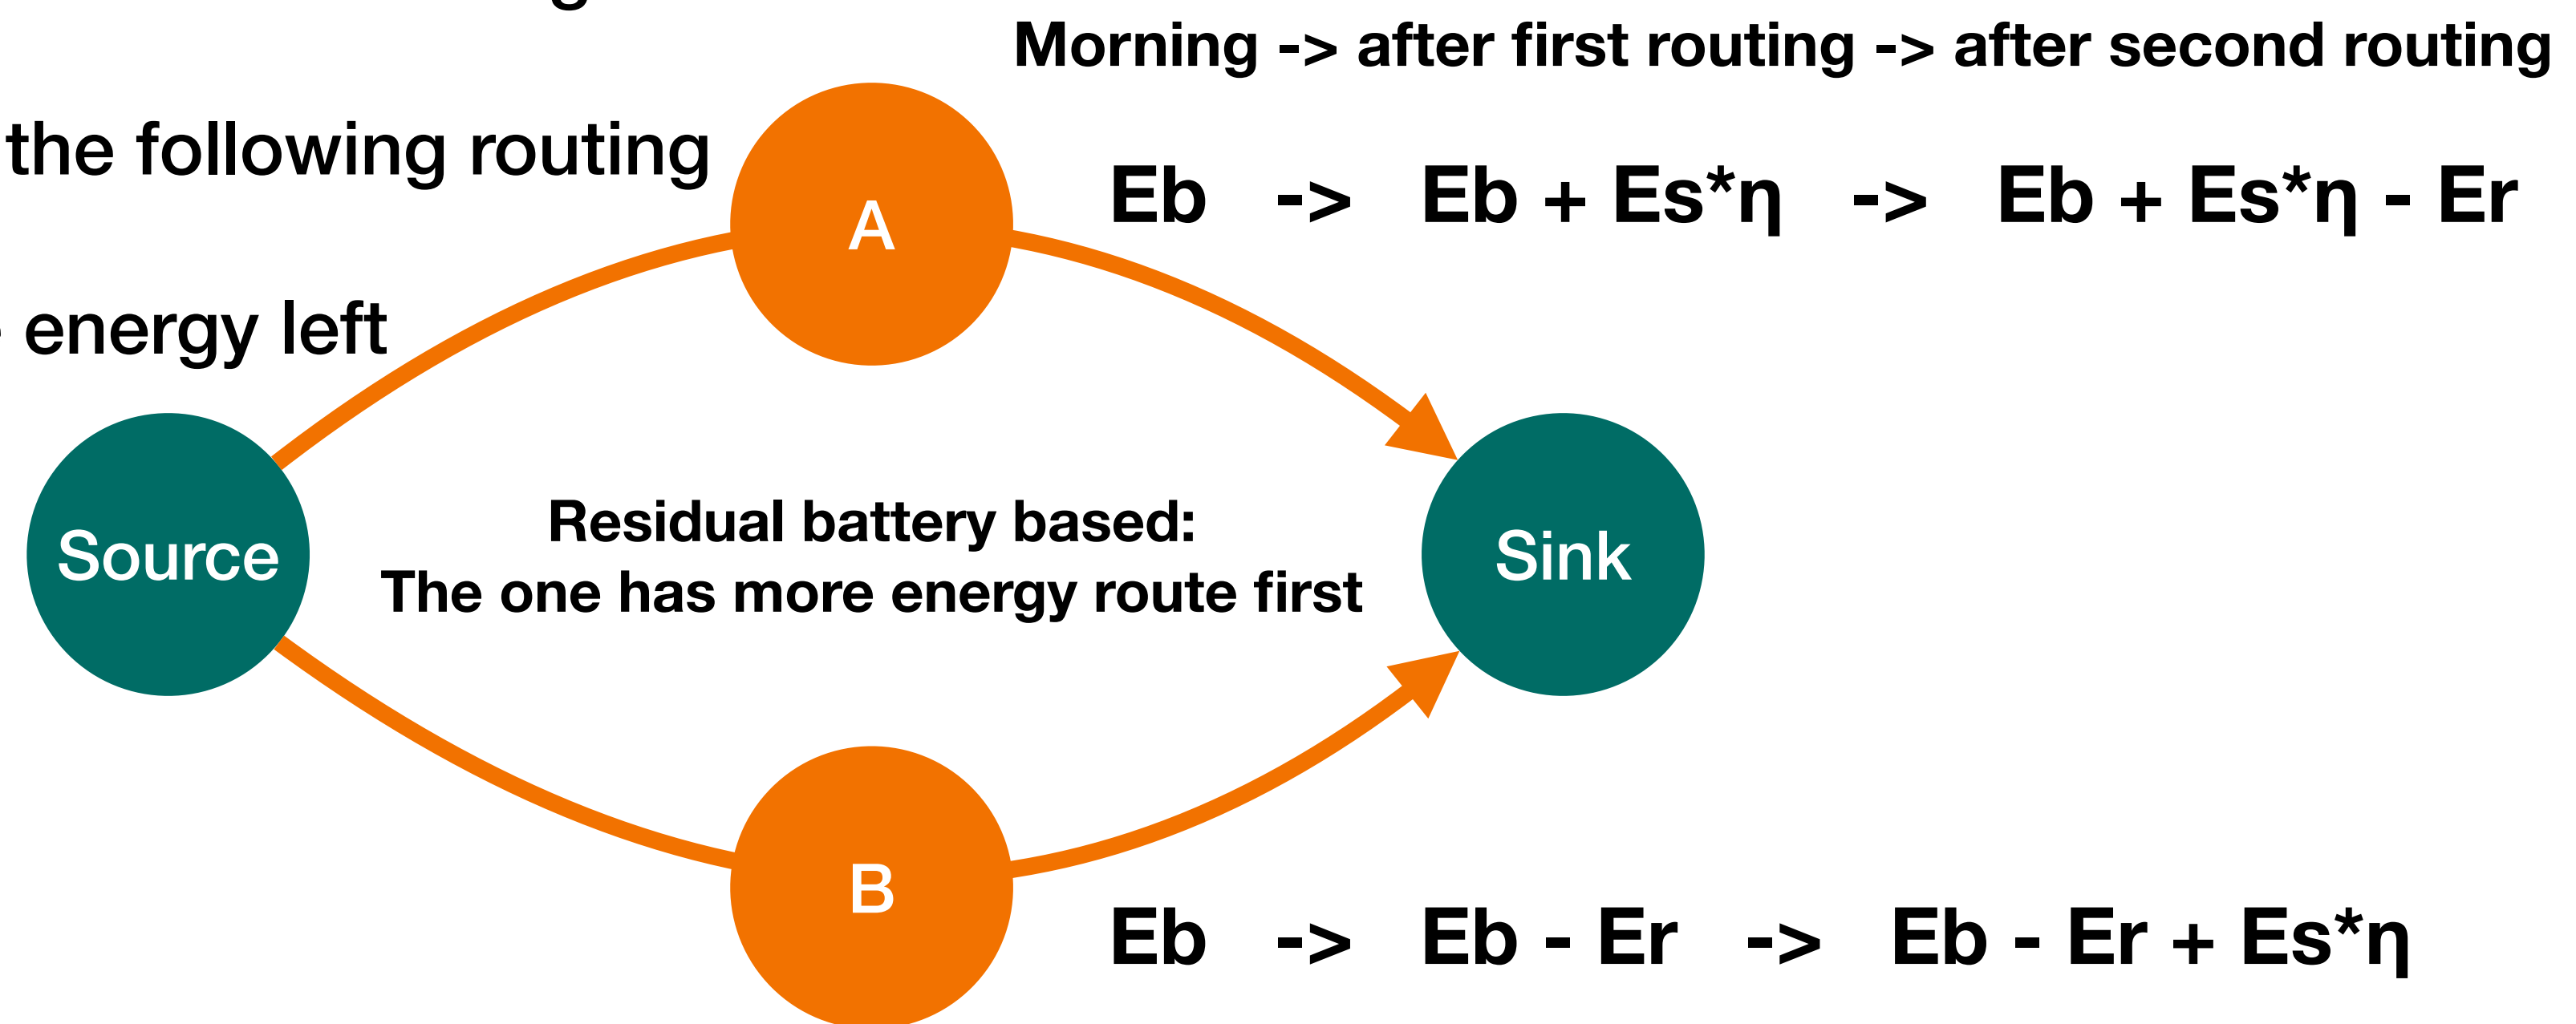 Morning -> after first routing -> after second routing
the following routing
A
Eb -> Eb + Es*η -> Eb + Es*η - Er
energy left
Residual battery based:
Source
Sink
The one has more energy route first
B
Eb -> Eb - Er -> Eb - Er + Es*η